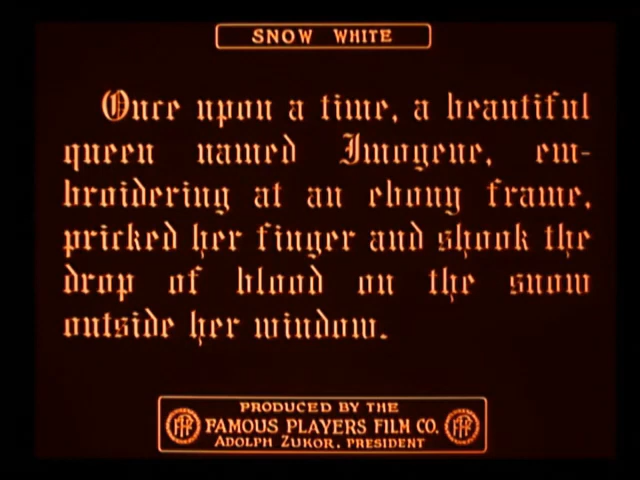 SNOW WHITE
Once upon a time, a beautiful
queen named Imogene, em-
broidering at an ebony frame,
pricked her finger and shook the
drop of blood on the snow
outside her window.
PRODUCED BY THE
FAMOUS PLAYERS FILM CO.
ADOLPH ZUKOR, PRESIDENT